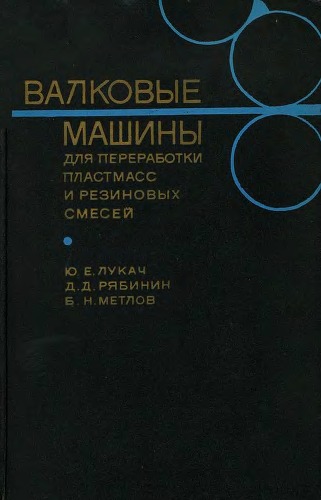 ВАЛКОВЫЕ
МАШИНЫ
ДЛЯ ПЕРЕРАБОТКИ
ПЛАСТМАСС
И РЕЗИНОВЫХ
СМЕСЕЙ
Ю. Е. ЛУКАЧ
Д. Д. РЯБИНИН
Б. Н. МЕТЛОВ